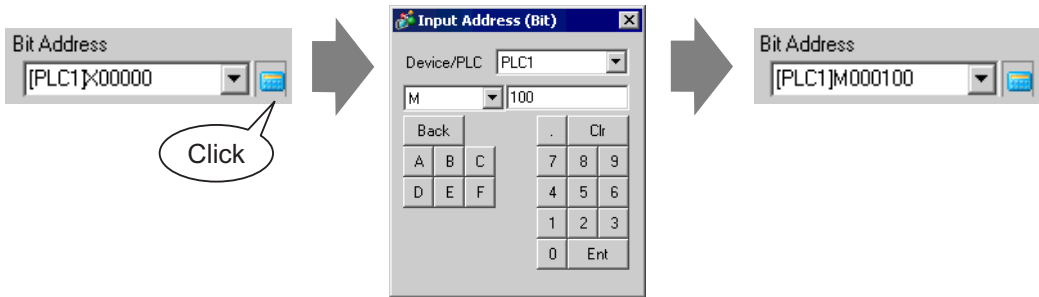 Bit Address
[PLC1]X00000
Click
Input Address (Bit)
Device/PLC PLC1
M 100
Back . Clr
A B C 7 8 9
D E F 4 5 6
1 2 3
0 Ent
Bit Address
[PLC1]M000100